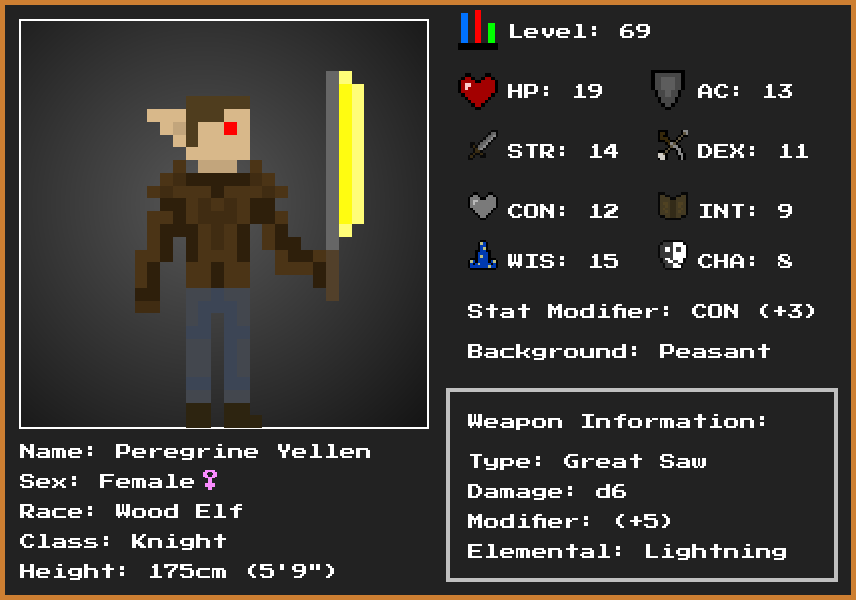 Level: 69
HP: 19 AC: 13
STR: 14 DEX: 11
CON: 12 INT: 9
WIS: 15 CHA: 8
Stat Modifier: CON (+3)
Background: Peasant
Name: Peregrine Yellen
Sex: Female♀
Race: Wood Elf
Class: Knight
Height: 175cm (5'9")
Weapon Information:
Type: Great Saw
Damage: d6
Modifier: (+5)
Elemental: Lightning